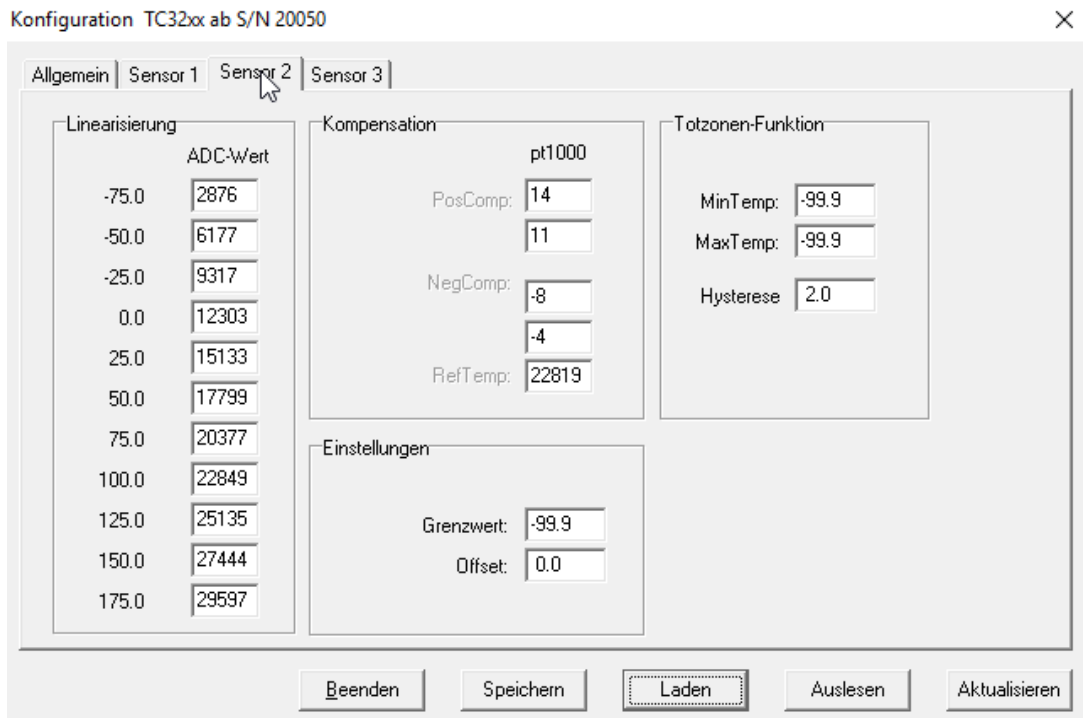 Konfiguration TC32xx ab S/N 20050
Allgemein Sensor 1 Sensor 2 Sensor 3
Linearisierung
ADC-Wert
-75.0 2876
-50.0 6177
-25.0 9317
0.0 12303
25.0 15133
50.0 17799
75.0 20377
100.0 22849
125.0 25135
150.0 27444
175.0 29597
Kompensation
pt1000
PosComp: 14
11
NegComp: -8
-4
RefTemp: 22819
Einstellungen
Grenzwert: -99.9
Offset: 0.0
Totzonen-Funktion
MinTemp: -99.9
MaxTemp: -99.9
Hysterese 2.0
Beenden Speichern Laden Auslesen Aktualisieren